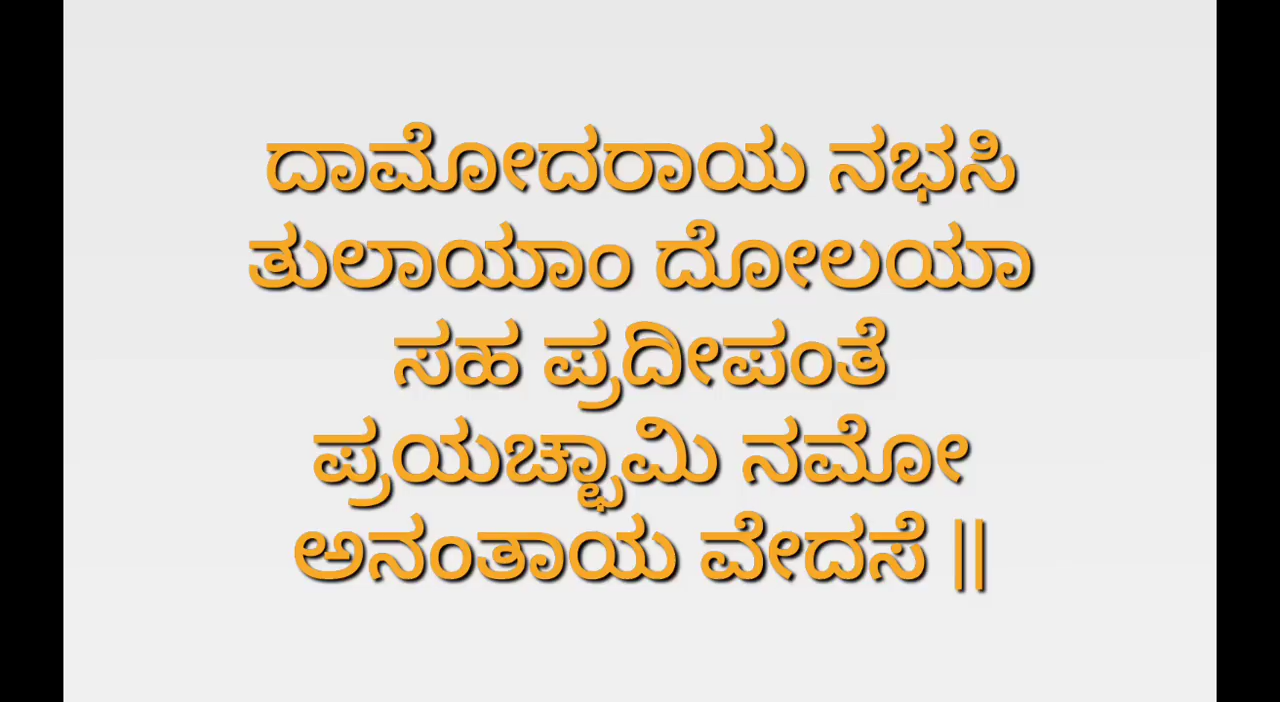 ದಾಮೋದರಾಯ ನಭಸಿ
ತುಲಾಯಾಂ ದೋಲಯಾ
ಸಹ ಪ್ರದೀಪಂತೆ
ಪ್ರಯಚ್ಛಾಮಿ ನಮೋ
ಅನಂತಾಯ ವೇದಸೆ ||